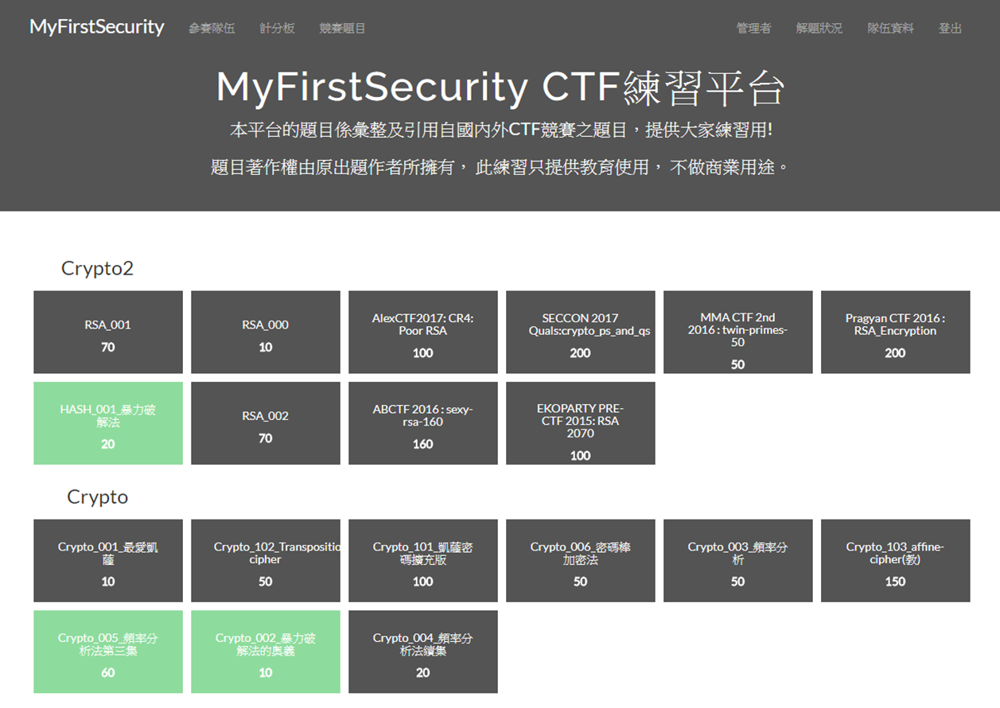 MyFirstSecurity 參賽隊伍 計分板 競賽題目 管理者 解題狀況 隊伍資料 登出
MyFirstSecurity CTF練習平台
本平台的題目係彙整及引用自國內外CTF競賽之題目，提供大家練習用!
題目著作權由原出題作者所擁有， 此練習只提供教育使用， 不做商業用途。
Crypto2
RSA_001
70
RSA_000
10
AlexCTF2017: CR4:
Poor RSA
100
SECCON 2017
Quals:crypto_ps_and_qs
200
MMA CTF 2nd
2016 : twin-primes-
50
50
Pragyan CTF 2016 :
RSA_Encryption
200
HASH_001_暴力破
解法
20
RSA_002
70
ABCTF 2016 : sexy-
rsa-160
160
EKOPARTY PRE-
CTF 2015: RSA
2070
100
Crypto
Crypto_001_最愛凱
薩
10
Crypto_102_Transpositio
cipher
50
Crypto_101_凱薩密
碼擴充版
100
Crypto_006_密碼棒
加密法
50
Crypto_003_頻率分
析
50
Crypto_103_affine-
cipher(教)
150
Crypto_005_頻率分
析法第三集
60
Crypto_002_暴力破
解法的奧義
10
Crypto_004_頻率分
析法續集
20